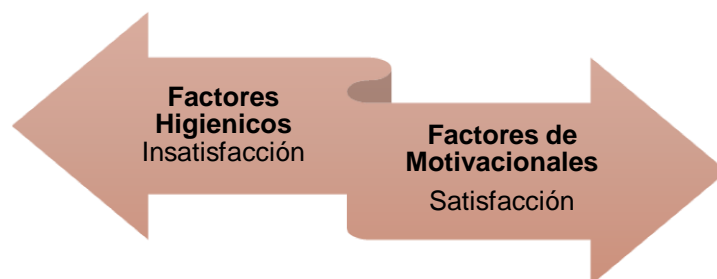 Factores
Higienicos
Insatisfacción
Factores de
Motivacionales
Satisfacción